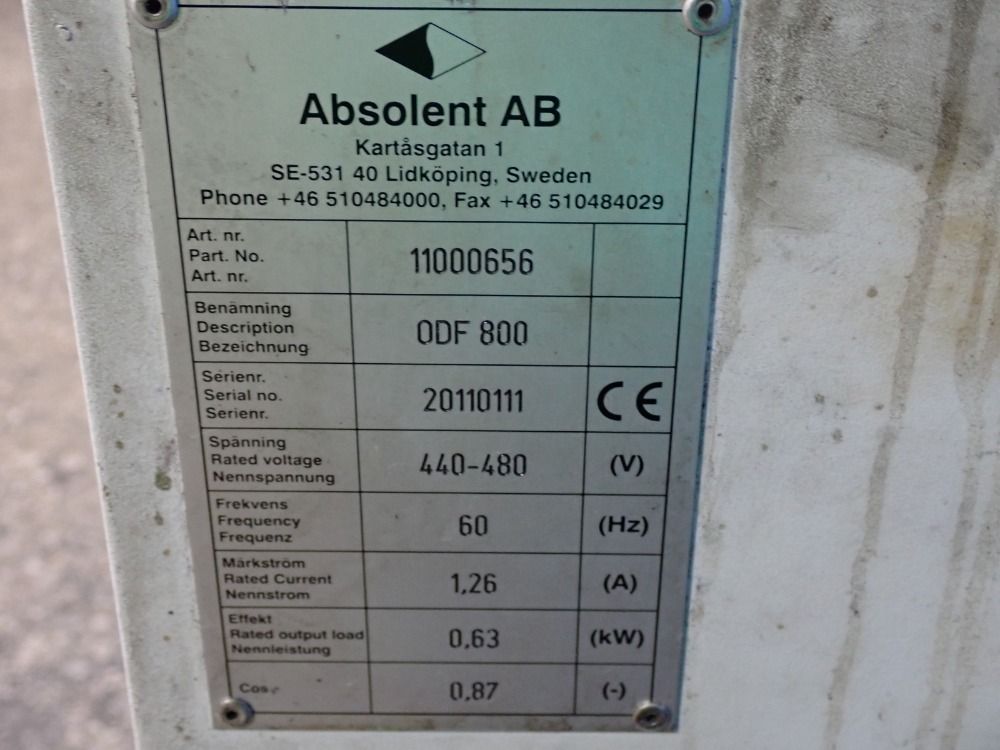 Absolent AB
Kartåsgatan 1
SE-531 40 Lidköping, Sweden
Phone +46 510484000, Fax +46 510484029
Art. nr.
Part. No.
Art. nr.
11000656
Benämning
Description
Bezeichnung
ODF 800
Serienr.
Serial no.
Serienr.
20110111
CE
Spänning
Rated voltage
Nennspannung
440-480
(V)
Frekvens
Frequency
Frequenz
60
(Hz)
Märkström
Rated Current
Nennstrom
1,26
(A)
Effekt
Rated output load
Nennleistung
0,63
(kW)
Cos
0,87
(-)